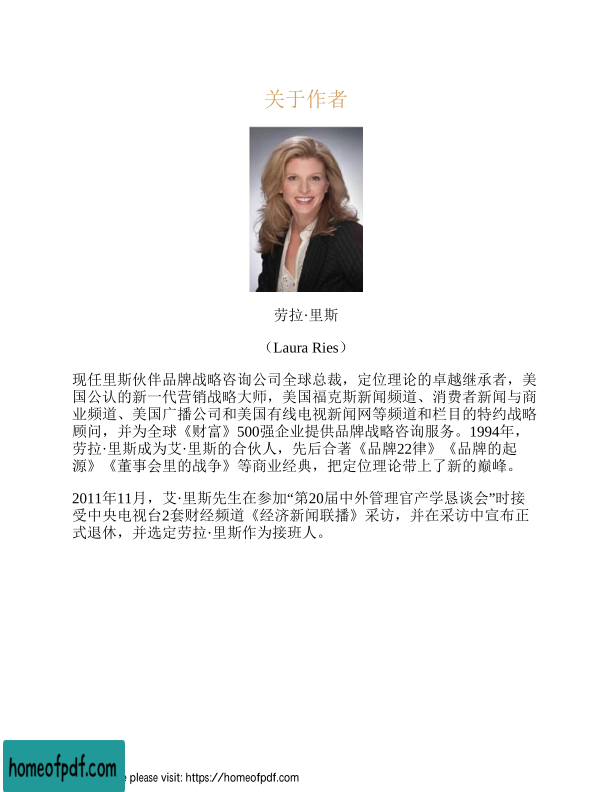 关于作者
劳拉·里斯
（Laura Ries）
现任里斯伙伴品牌战略咨询公司全球总裁，定位理论的卓越继承者，美
国公认的新一代营销战略大师，美国福克斯新闻频道、消费者新闻与商
业频道、美国广播公司和美国有线电视新闻网等频道和栏目的特约战略
顾问，并为全球《财富》500强企业提供品牌战略咨询服务。1994年，
劳拉·里斯成为艾·里斯的合伙人，先后合著《品牌22律》《品牌的起
源》《董事会里的战争》等商业经典，把定位理论带上了新的巅峰。
2011年11月，艾·里斯先生在参加“第20届中外管理官产学恳谈会”时接
受中央电视台2套财经频道《经济新闻联播》采访，并在采访中宣布正
式退休，并选定劳拉·里斯作为接班人。
homeofpdf.com
please visit: https://homeofpdf.com